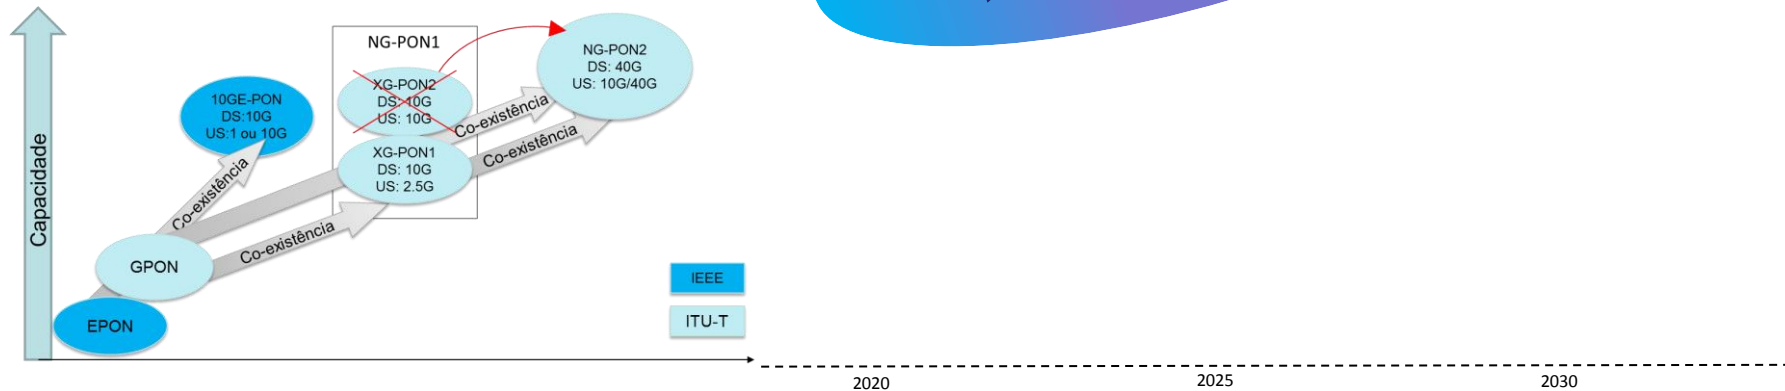 Capacidade
NG-PON1
XG-PON2
DS: 10G
US: 10G
XG-PON1
DS: 10G
US: 2.5G
NG-PON2
DS: 40G
US: 10G/40G
10GE-PON
DS:10G
US:1 ou 10G
Co-existência
Co-existência
Co-existência
Co-existência
GPON
EPON
IEEE
ITU-T
2020
2025
2030